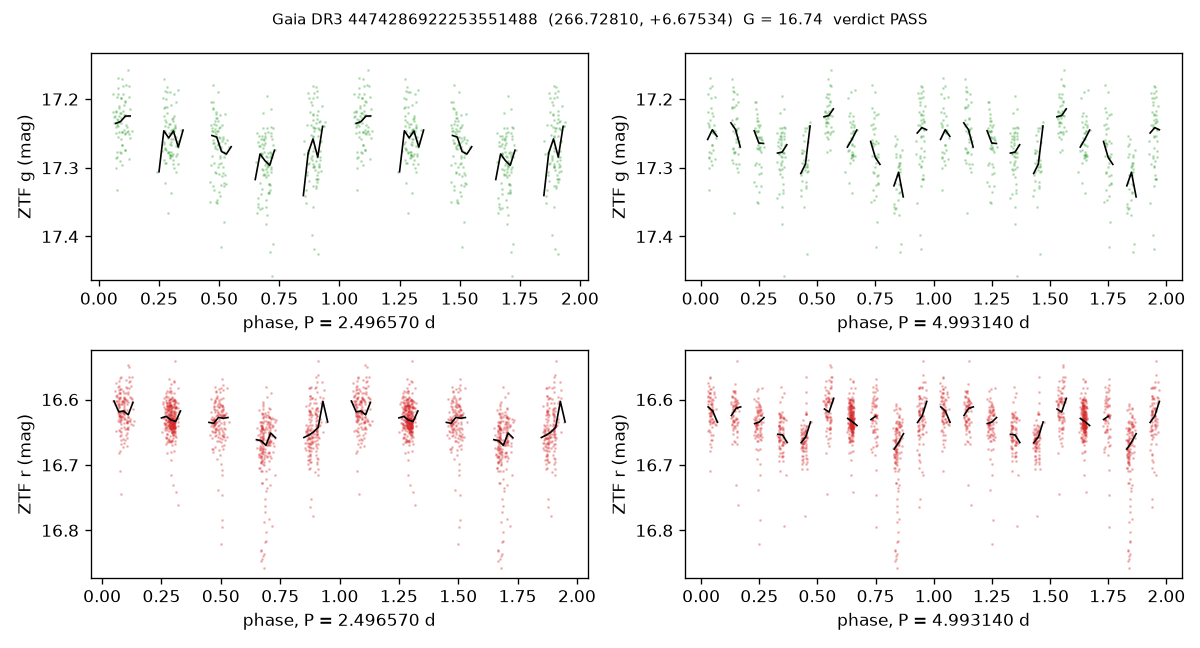 Gaia DR3 4474286922253551488  (266.72810, +6.67534)  G = 16.74  verdict PASS
ZTF g (mag)
17.2
17.3
17.4
0.00 0.25 0.50 0.75 1.00 1.25 1.50 1.75 2.00
phase, P = 2.496570 d
ZTF g (mag)
17.2
17.3
17.4
0.00 0.25 0.50 0.75 1.00 1.25 1.50 1.75 2.00
phase, P = 4.993140 d
ZTF r (mag)
16.6
16.7
16.8
0.00 0.25 0.50 0.75 1.00 1.25 1.50 1.75 2.00
phase, P = 2.496570 d
ZTF r (mag)
16.6
16.7
16.8
0.00 0.25 0.50 0.75 1.00 1.25 1.50 1.75 2.00
phase, P = 4.993140 d